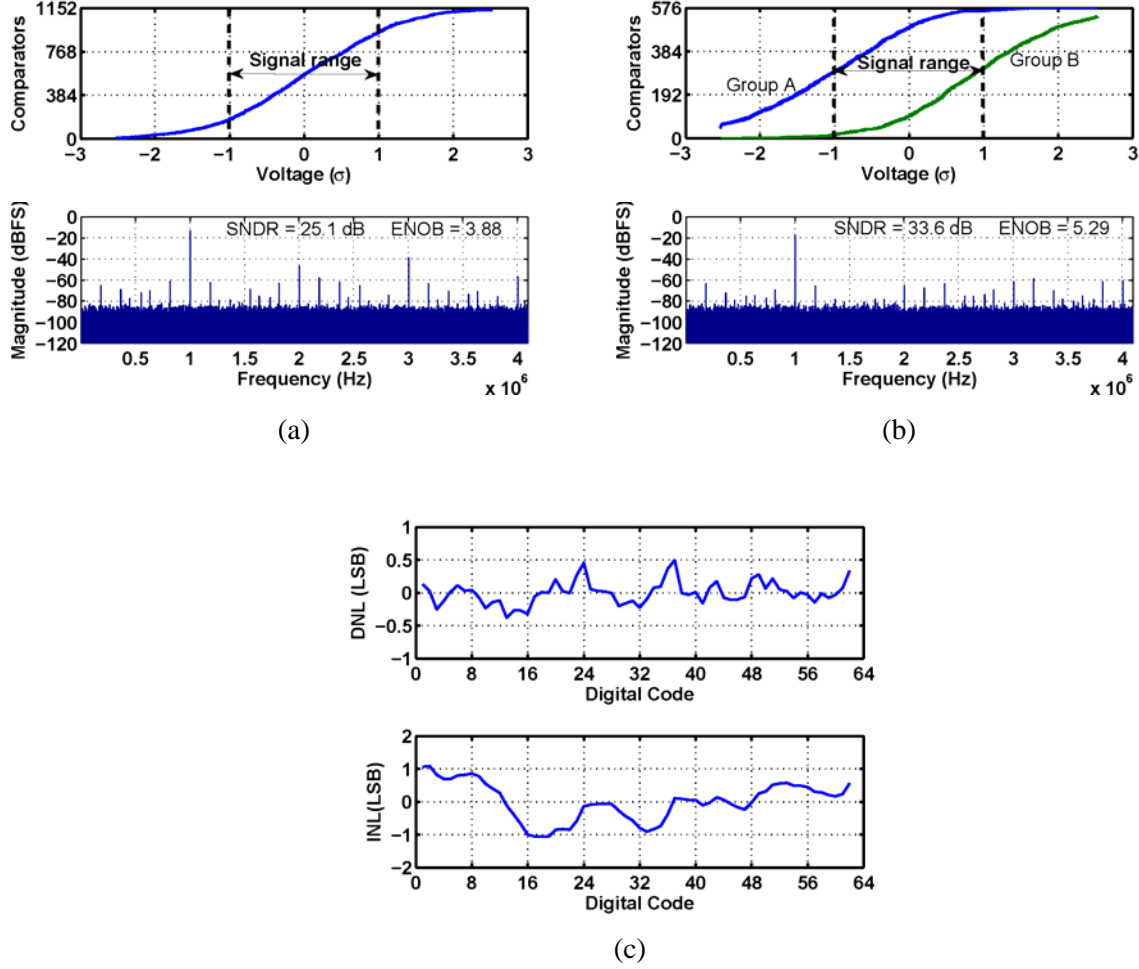 1152
768
384
0
Comparators
Signal range
−3 −2 −1 0 1 2 3
Voltage (σ)
0
−20
−40
−60
−80
−100
−120
Magnitude (dBFS)
SNDR = 25.1 dB ENOB = 3.88
0.5 1 1.5 2 2.5 3 3.5 4
Frequency (Hz)
x 10^6
(a)
576
384
192
0
Comparators
Signal range
Group A
Group B
−3 −2 −1 0 1 2 3
Voltage (σ)
0
−20
−40
−60
−80
−100
−120
Magnitude (dBFS)
SNDR = 33.6 dB ENOB = 5.29
0.5 1 1.5 2 2.5 3 3.5 4
Frequency (Hz)
x 10^6
(b)
1
0.5
0
−0.5
−1
DNL (LSB)
0 8 16 24 32 40 48 56 64
Digital Code
2
1
0
−1
−2
INL(LSB)
0 8 16 24 32 40 48 56 64
Digital Code
(c)